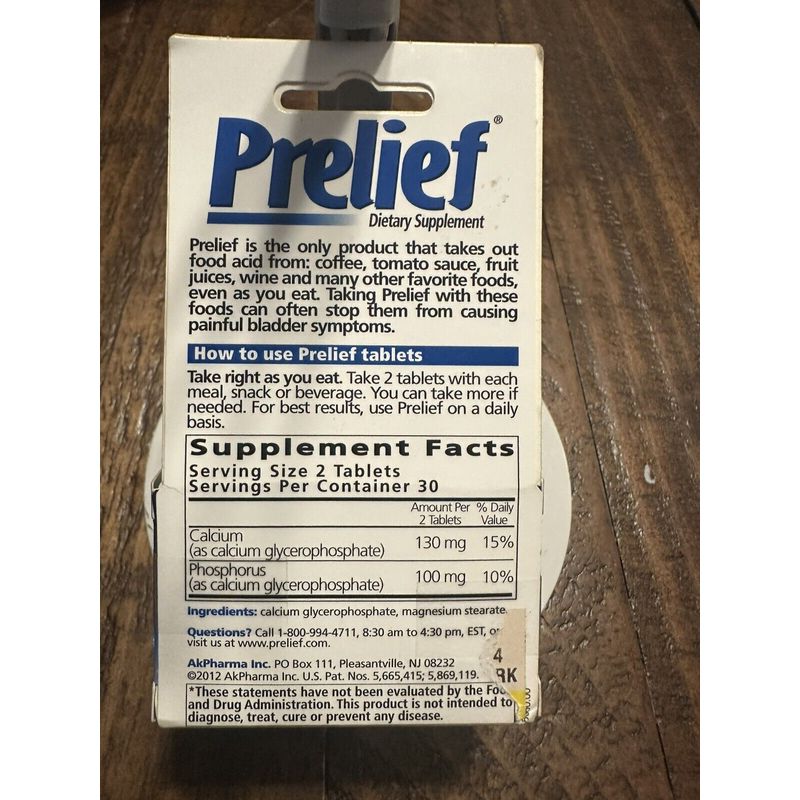 Prelief®
Dietary Supplement
Prelief is the only product that takes out
food acid from: coffee, tomato sauce, fruit
juices, wine and many other favorite foods,
even as you eat. Taking Prelief with these
foods can often stop them from causing
painful bladder symptoms.
How to use Prelief tablets
Take right as you eat. Take 2 tablets with each
meal, snack or beverage. You can take more if
needed. For best results, use Prelief on a daily
basis.
Supplement Facts
Serving Size 2 Tablets
Servings Per Container 30
Amount Per % Daily
2 Tablets Value
Calcium
(as calcium glycerophosphate) 130 mg 15%
Phosphorus
(as calcium glycerophosphate) 100 mg 10%
Ingredients: calcium glycerophosphate, magnesium stearate.
Questions? Call 1-800-994-4711, 8:30 am to 4:30 pm, EST, or
visit us at www.prelief.com.
AkPharma Inc. PO Box 111, Pleasantville, NJ 08232
©2012 AkPharma Inc. U.S. Pat. Nos. 5,665,415; 5,869,119.
4
RK
*These statements have not been evaluated by the
and Drug Administration. This product is not intended to
diagnose, treat, cure or prevent any disease.